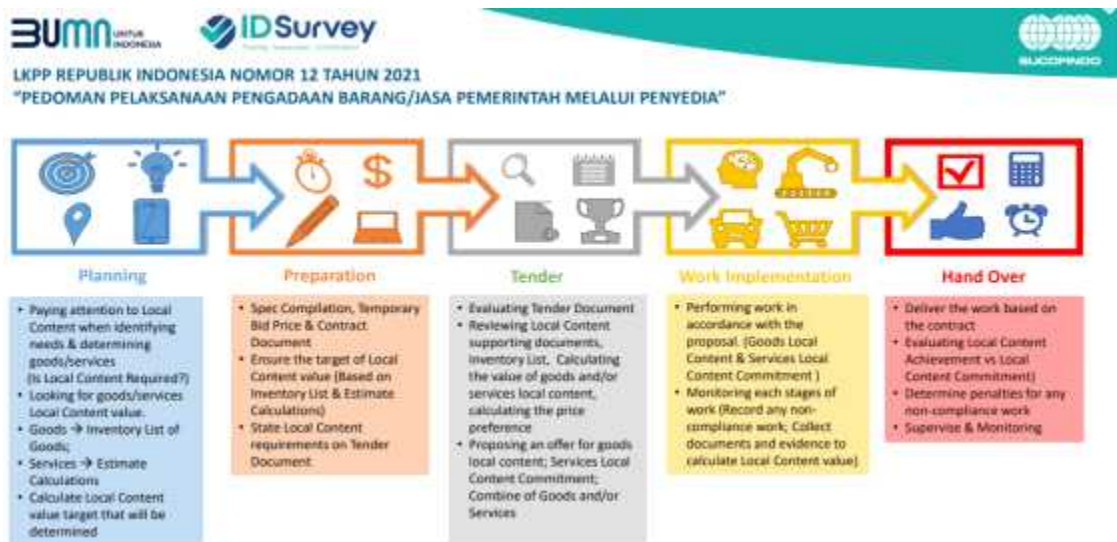 BUMN UNTUK
INDONESIA
IDSurvey
SUCOFINDO
LKPP REPUBLIK INDONESIA NOMOR 12 TAHUN 2021
"PEDOMAN PELAKSANAAN PENGADAAN BARANG/JASA PEMERINTAH MELALUI PENYEDIA"
Planning
• Paying attention to Local
Content when identifying
needs & determining
goods/services
(Is Local Content Required?)
• Looking for goods/services
Local Content value.
• Goods → Inventory List of
Goods;
• Services → Estimate
Calculations
• Calculate Local Content
value target that will be
determined
Preparation
• Spec Compilation, Temporary
Bid Price & Contract
Document
• Ensure the target of Local
Content value (Based on
Inventory List & Estimate
Calculations)
• State Local Content
requirements on Tender
Document
Tender
• Evaluating Tender Document
• Reviewing Local Content
supporting documents,
Inventory List, Calculating
the value of goods and/or
services local content,
calculating the price
preference
• Proposing an offer for goods
local content; Services Local
Content Commitment;
Combine of Goods and/or
Services
Work Implementation
• Performing work in
accordance with the
proposal. (Goods Local
Content & Services Local
Content Commitment )
• Monitoring each stages of
work (Record any non-
compliance work; Collect
documents and evidence to
calculate Local Content value)
Hand Over
• Deliver the work based on
the contract
• Evaluating Local Content
Achievement vs Local
Content Commitment)
• Determine penalties for any
non-compliance work
• Supervise & Monitoring